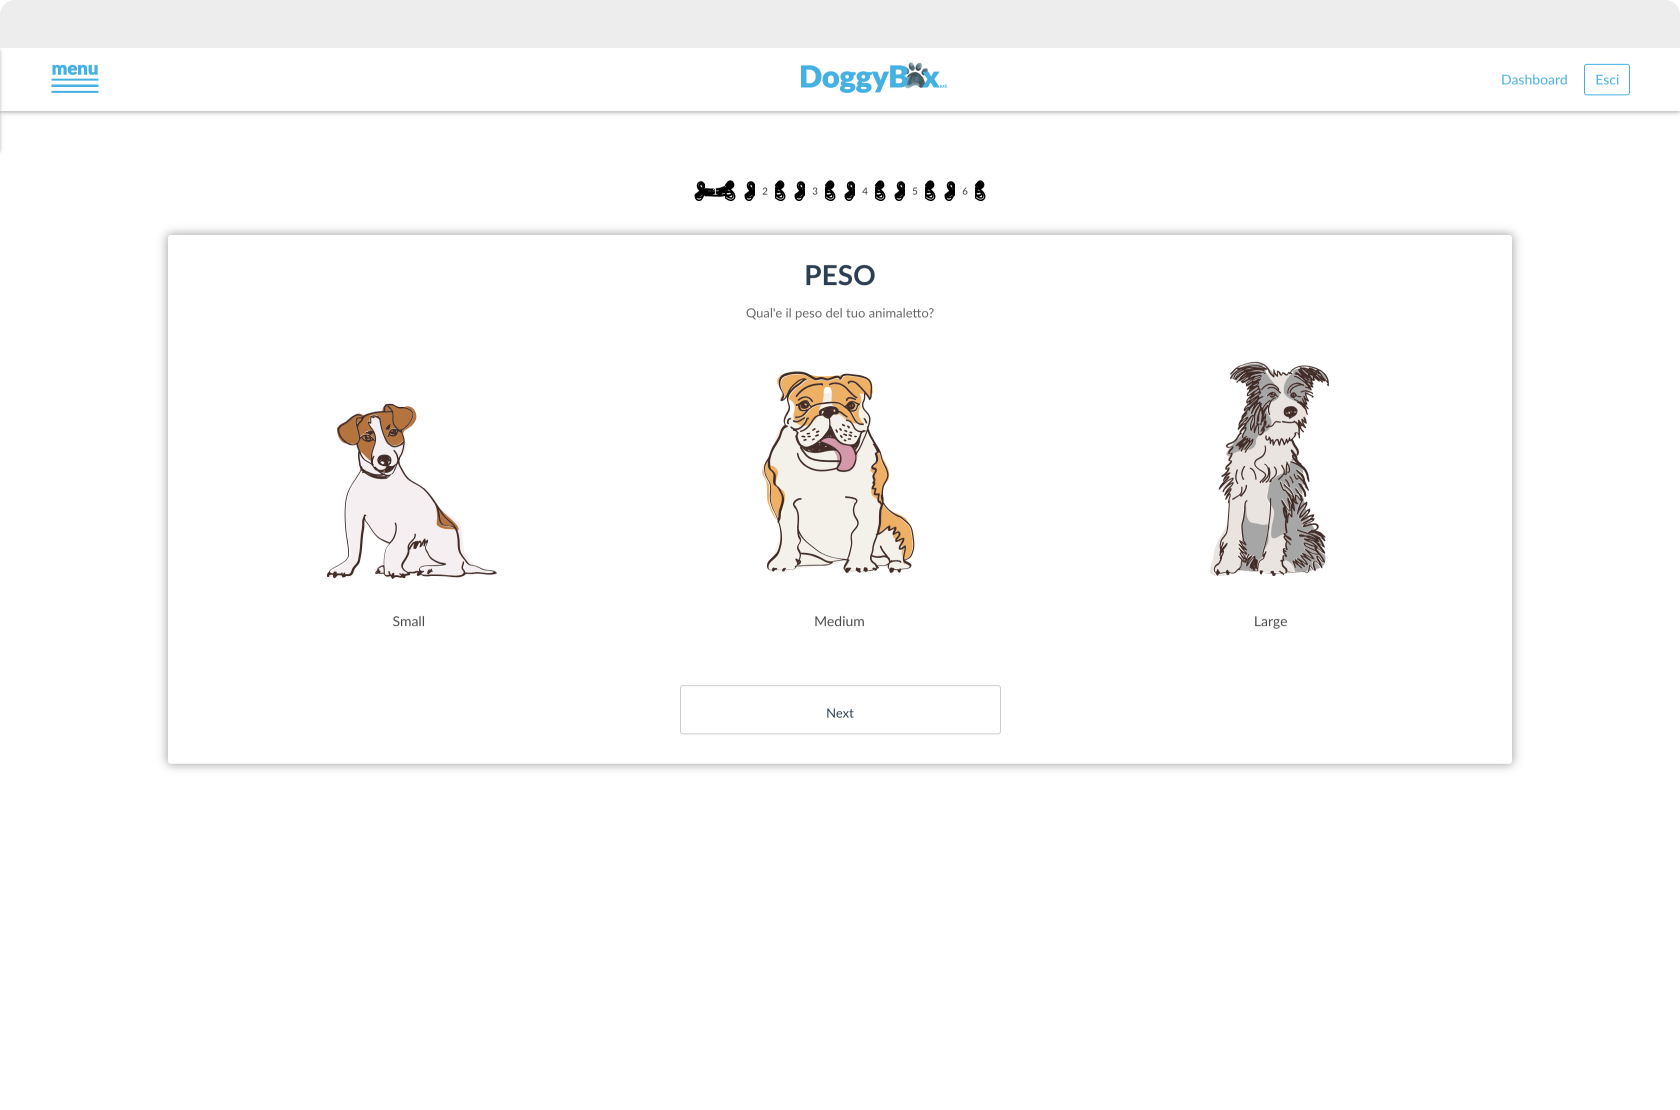 menu
DoggyBox
Dashboard
Esci
2 3 4 5 6
PESO
Qual'e il peso del tuo animaletto?
Small
Medium
Large
Next